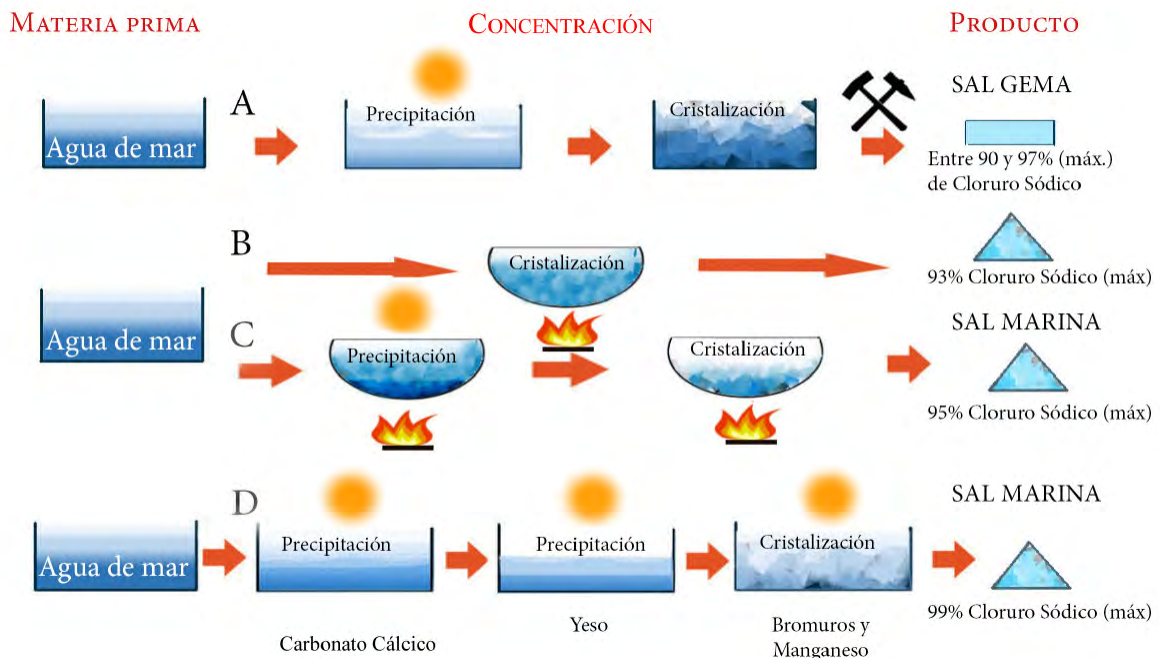 MATERIA PRIMA
CONCENTRACIÓN
PRODUCTO
A
Agua de mar
Precipitación
Cristalización
SAL GEMA
Entre 90 y 97% (máx.)
de Cloruro Sódico
B
Agua de mar
Cristalización
93% Cloruro Sódico (máx)
C
Precipitación
Cristalización
SAL MARINA
95% Cloruro Sódico (máx)
D
Agua de mar
Precipitación
Precipitación
Cristalización
SAL MARINA
99% Cloruro Sódico (máx)
Carbonato Cálcico
Yeso
Bromuros y
Manganeso